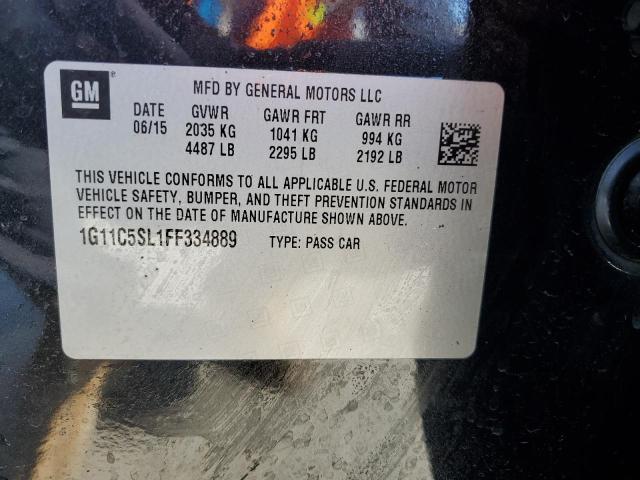 GM ®
MFD BY GENERAL MOTORS LLC
DATE GVWR GAWR FRT GAWR RR
06/15 2035 KG 1041 KG 994 KG
4487 LB 2295 LB 2192 LB
THIS VEHICLE CONFORMS TO ALL APPLICABLE U.S. FEDERAL MOTOR
VEHICLE SAFETY, BUMPER, AND THEFT PREVENTION STANDARDS IN
EFFECT ON THE DATE OF MANUFACTURE SHOWN ABOVE.
1G11C5SL1FF334889 TYPE: PASS CAR